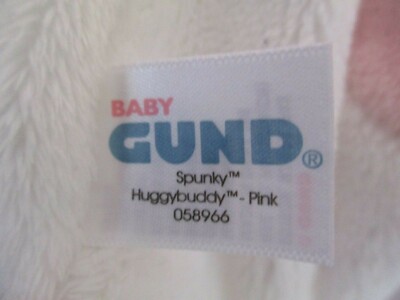 BABY
GUND®
Spunky™
Huggybuddy™ - Pink
058966